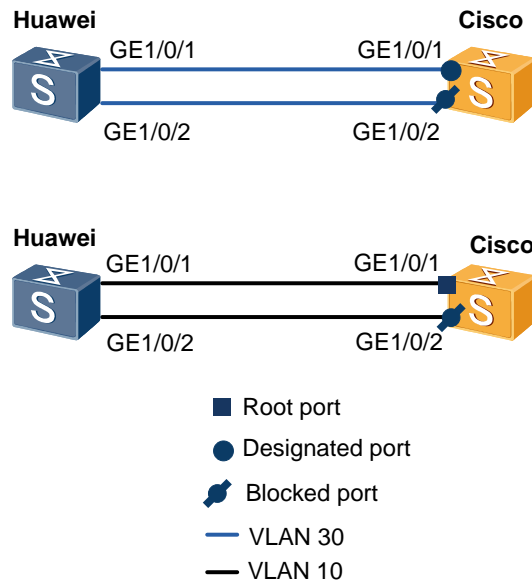 Huawei
Cisco
GE1/0/1
GE1/0/1
S
S
GE1/0/2
GE1/0/2
Huawei
Cisco
GE1/0/1
GE1/0/1
S
S
GE1/0/2
GE1/0/2
Root port
Designated port
Blocked port
VLAN 30
VLAN 10